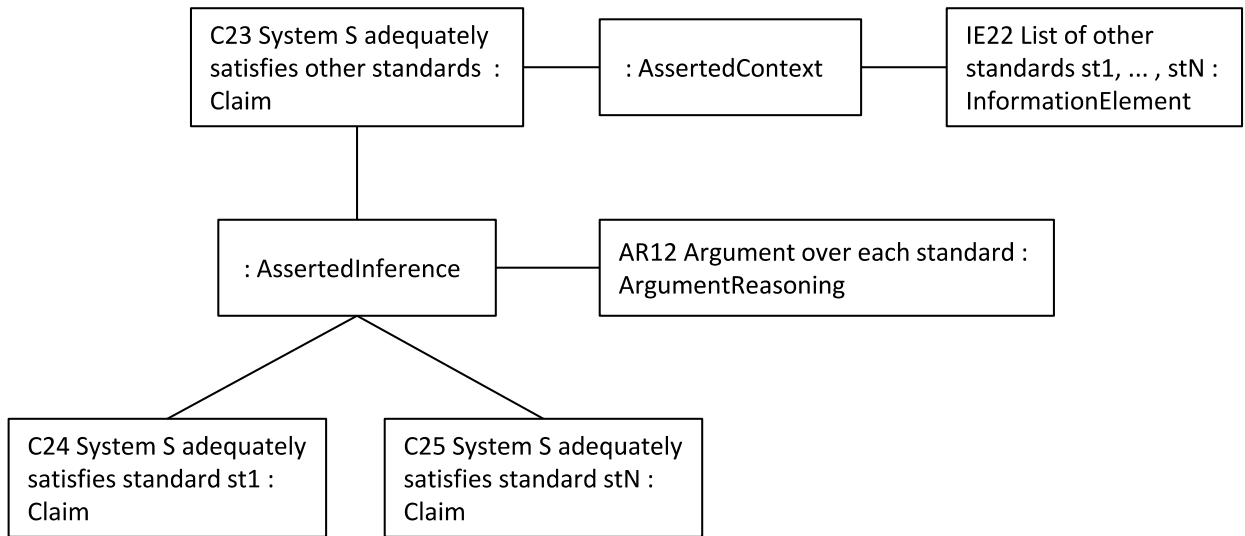 C23 System S adequately
satisfies other standards :
Claim
: AssertedContext
IE22 List of other
standards st1, ... , stN :
InformationElement
: AssertedInference
AR12 Argument over each standard :
ArgumentReasoning
C24 System S adequately
satisfies standard st1 :
Claim
C25 System S adequately
satisfies standard stN :
Claim